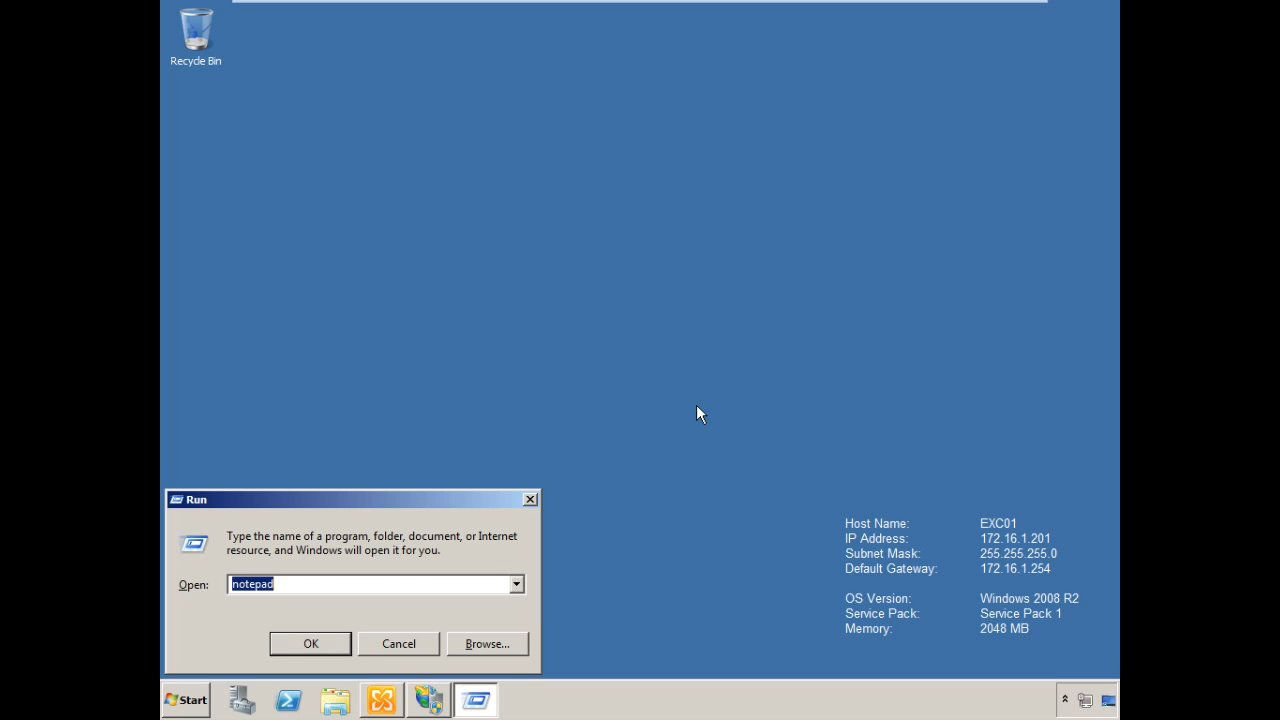 Recycle Bin
Run
Type the name of a program, folder, document, or Internet
resource, and Windows will open it for you.
Open: notepad
OK Cancel Browse...
Host Name: EXC01
IP Address: 172.16.1.201
Subnet Mask: 255.255.255.0
Default Gateway: 172.16.1.254
OS Version: Windows 2008 R2
Service Pack: Service Pack 1
Memory: 2048 MB
Start